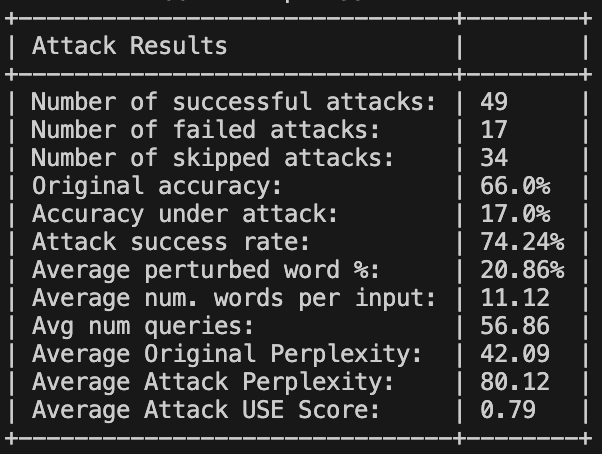 +-------------------------------+--------+
| Attack Results                |        |
+-------------------------------+--------+
| Number of successful attacks: | 49     |
| Number of failed attacks:     | 17     |
| Number of skipped attacks:    | 34     |
| Original accuracy:            | 66.0%  |
| Accuracy under attack:        | 17.0%  |
| Attack success rate:          | 74.24% |
| Average perturbed word %:     | 20.86% |
| Average num. words per input: | 11.12  |
| Avg num queries:              | 56.86  |
| Average Original Perplexity:  | 42.09  |
| Average Attack Perplexity:    | 80.12  |
| Average Attack USE Score:     | 0.79   |
+-------------------------------+--------+